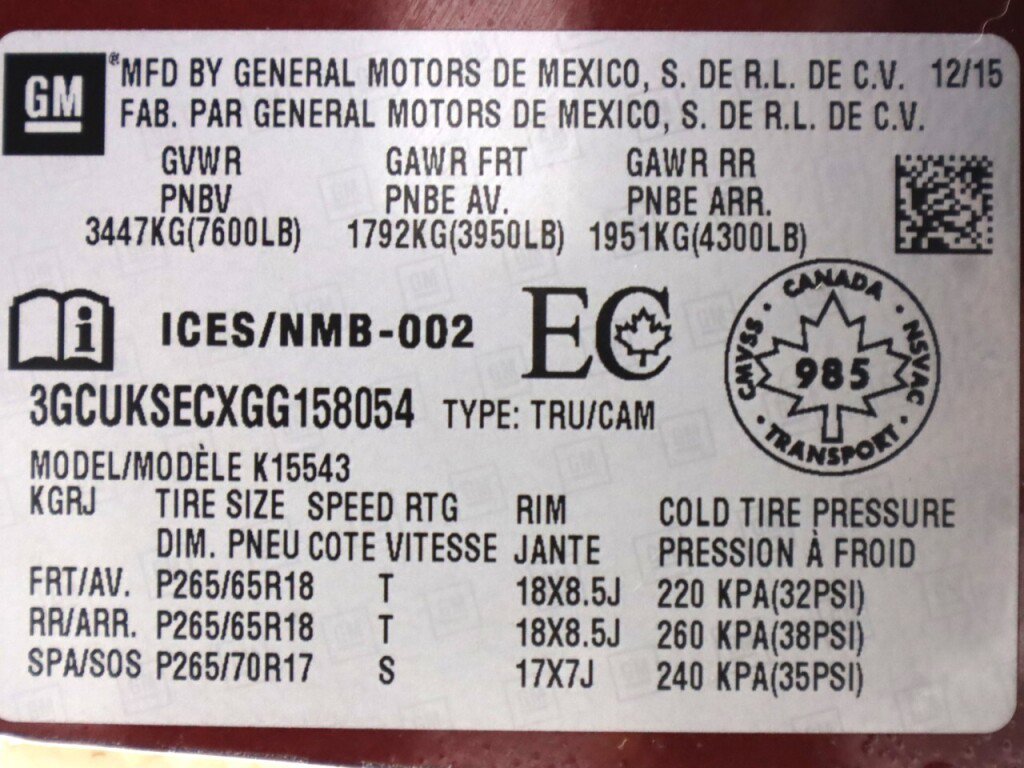 GM® MFD BY GENERAL MOTORS DE MEXICO, S. DE R.L. DE C.V. 12/15
FAB. PAR GENERAL MOTORS DE MEXICO, S. DE R.L. DE C.V.
GVWR GAWR FRT GAWR RR
PNBV PNBE AV. PNBE ARR.
3447KG(7600LB) 1792KG(3950LB) 1951KG(4300LB)
ICES/NMB-002 EC
CANADA
CMVSS 985 NSVAC
TRANSPORT
3GCUKSECXGG158054 TYPE: TRU/CAM
MODEL/MODÈLE K15543
KGRJ TIRE SIZE SPEED RTG RIM COLD TIRE PRESSURE
DIM. PNEU COTE VITESSE JANTE PRESSION À FROID
FRT/AV. P265/65R18 T 18X8.5J 220 KPA(32PSI)
RR/ARR. P265/65R18 T 18X8.5J 260 KPA(38PSI)
SPA/SOS P265/70R17 S 17X7J 240 KPA(35PSI)